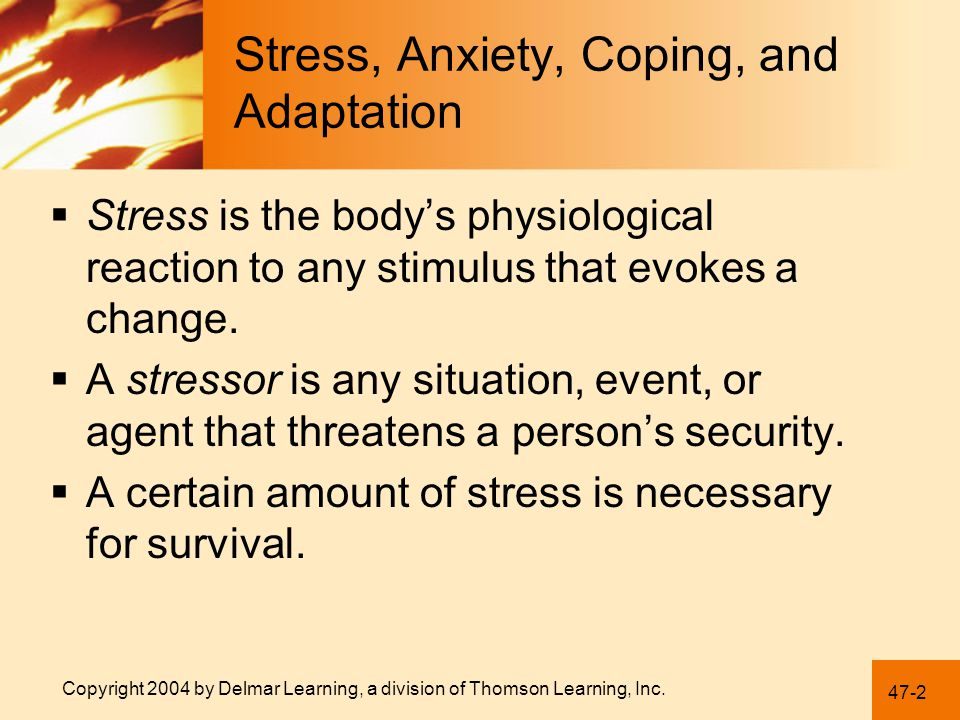 Stress, Anxiety, Coping, and
Adaptation
▪ Stress is the body’s physiological
reaction to any stimulus that evokes a
change.
▪ A stressor is any situation, event, or
agent that threatens a person’s security.
▪ A certain amount of stress is necessary
for survival.
Copyright 2004 by Delmar Learning, a division of Thomson Learning, Inc.
47-2